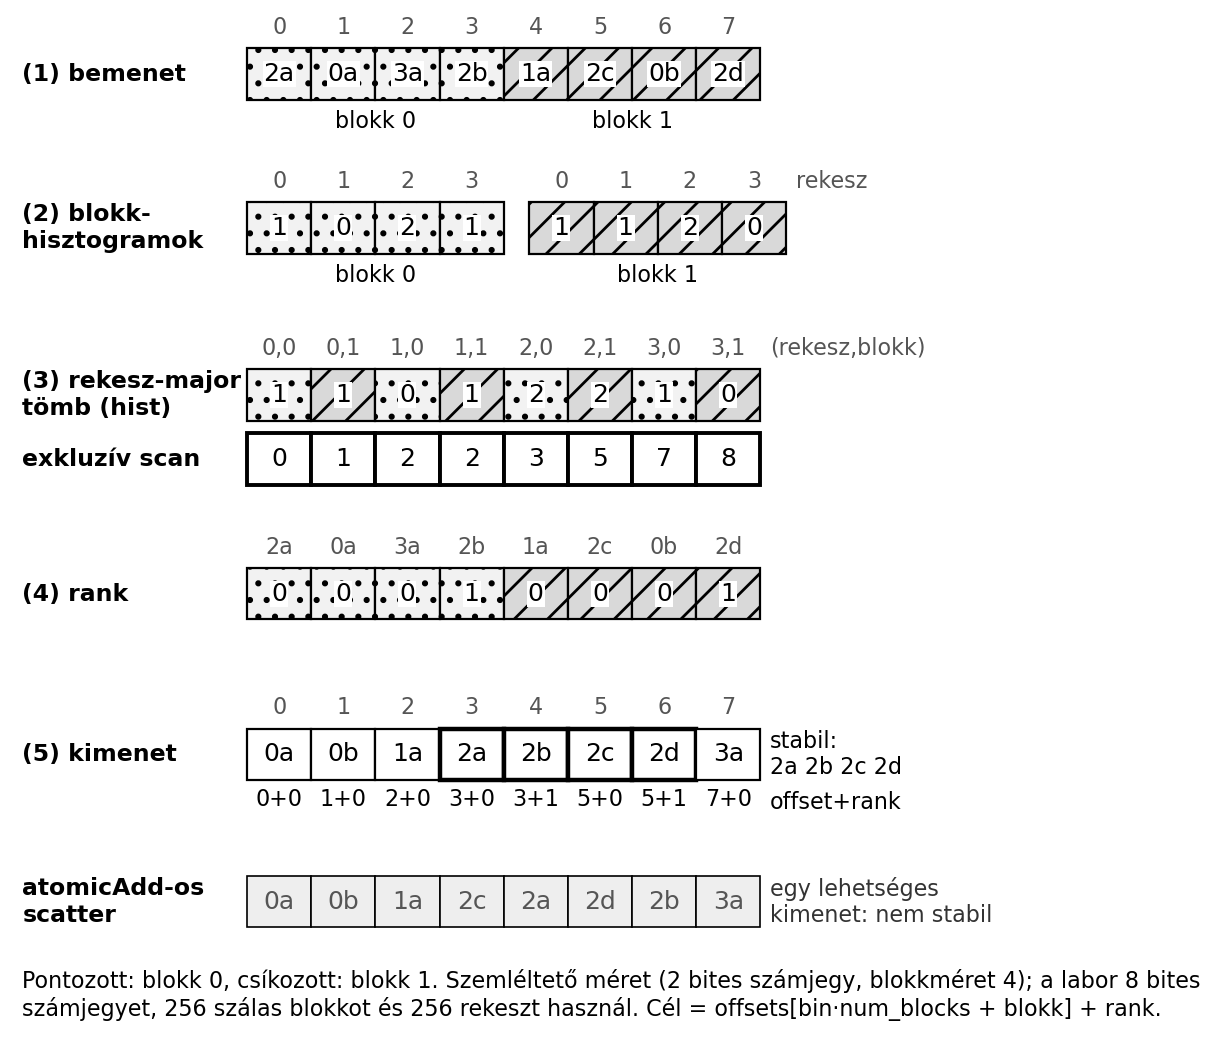 0 1 2 3 4 5 6 7
(1) bemenet 2a 0a 3a 2b 1a 2c 0b 2d
blokk 0 blokk 1
0 1 2 3 0 1 2 3 rekesz
(2) blokk-
hisztogramok 1 0 2 1 1 1 2 0
blokk 0 blokk 1
0,0 0,1 1,0 1,1 2,0 2,1 3,0 3,1 (rekesz,blokk)
(3) rekesz-major
tömb (hist) 1 1 0 1 2 2 1 0
exkluzív scan 0 1 2 2 3 5 7 8
2a 0a 3a 2b 1a 2c 0b 2d
(4) rank 0 0 0 1 0 0 0 1
0 1 2 3 4 5 6 7
(5) kimenet 0a 0b 1a 2a 2b 2c 2d 3a stabil:
2a 2b 2c 2d
0+0 1+0 2+0 3+0 3+1 5+0 5+1 7+0 offset+rank
atomicAdd-os
scatter 0a 0b 1a 2c 2a 2d 2b 3a egy lehetséges
kimenet: nem stabil
Pontozott: blokk 0, csíkozott: blokk 1. Szemléltető méret (2 bites számjegy, blokkméret 4); a labor 8 bites
számjegyet, 256 szálas blokkot és 256 rekeszt használ. Cél = offsets[bin·num_blocks + blokk] + rank.